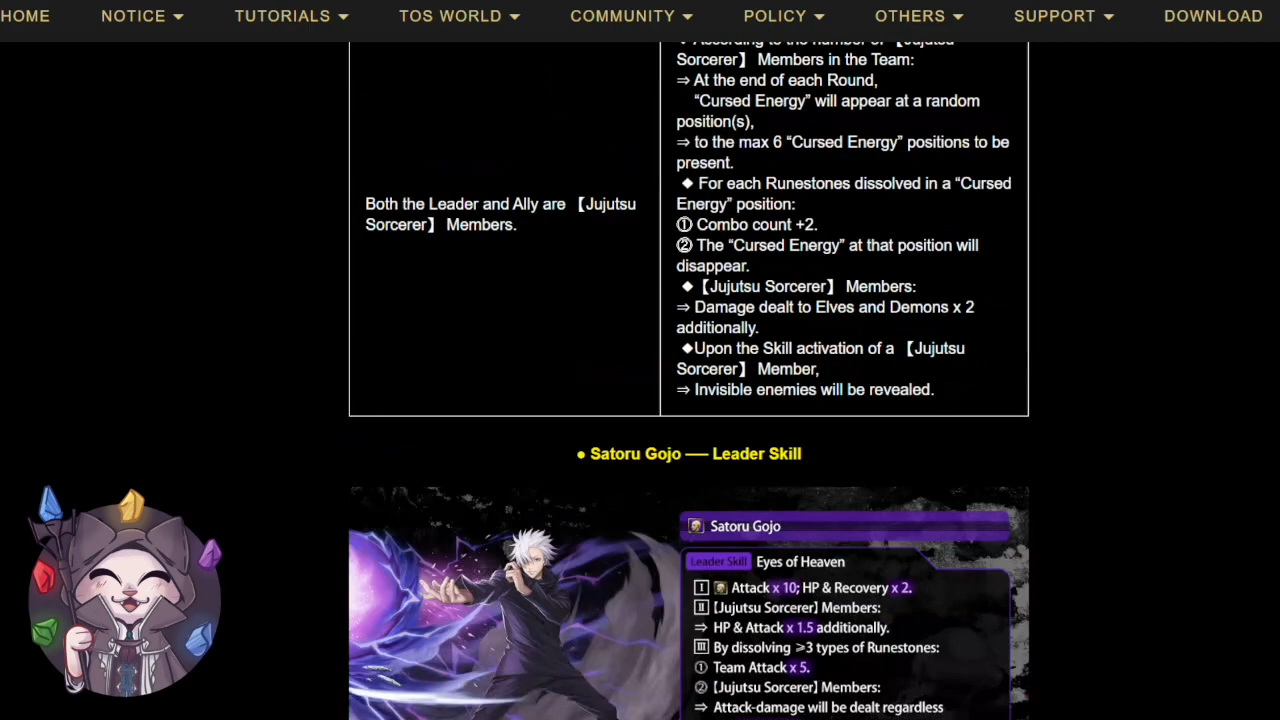 HOME NOTICE TUTORIALS TOS WORLD COMMUNITY POLICY OTHERS SUPPORT DOWNLOAD
Both the Leader and Ally are 【Jujutsu
Sorcerer】 Members.
◆ According to the number of 【Jujutsu
Sorcerer】 Members in the Team:
⇒ At the end of each Round,
“Cursed Energy” will appear at a random
position(s),
⇒ to the max 6 “Cursed Energy” positions to be
present.
◆ For each Runestones dissolved in a “Cursed
Energy” position:
① Combo count +2.
② The “Cursed Energy” at that position will
disappear.
◆【Jujutsu Sorcerer】 Members:
⇒ Damage dealt to Elves and Demons x 2
additionally.
◆Upon the Skill activation of a 【Jujutsu
Sorcerer】 Member,
⇒ Invisible enemies will be revealed.
● Satoru Gojo ── Leader Skill
Satoru Gojo
Leader Skill Eyes of Heaven
I Attack x 10; HP & Recovery x 2.
II [Jujutsu Sorcerer] Members:
⇒ HP & Attack x 1.5 additionally.
III By dissolving ≥3 types of Runestones:
① Team Attack x 5.
② [Jujutsu Sorcerer] Members:
⇒ Attack-damage will be dealt regardless